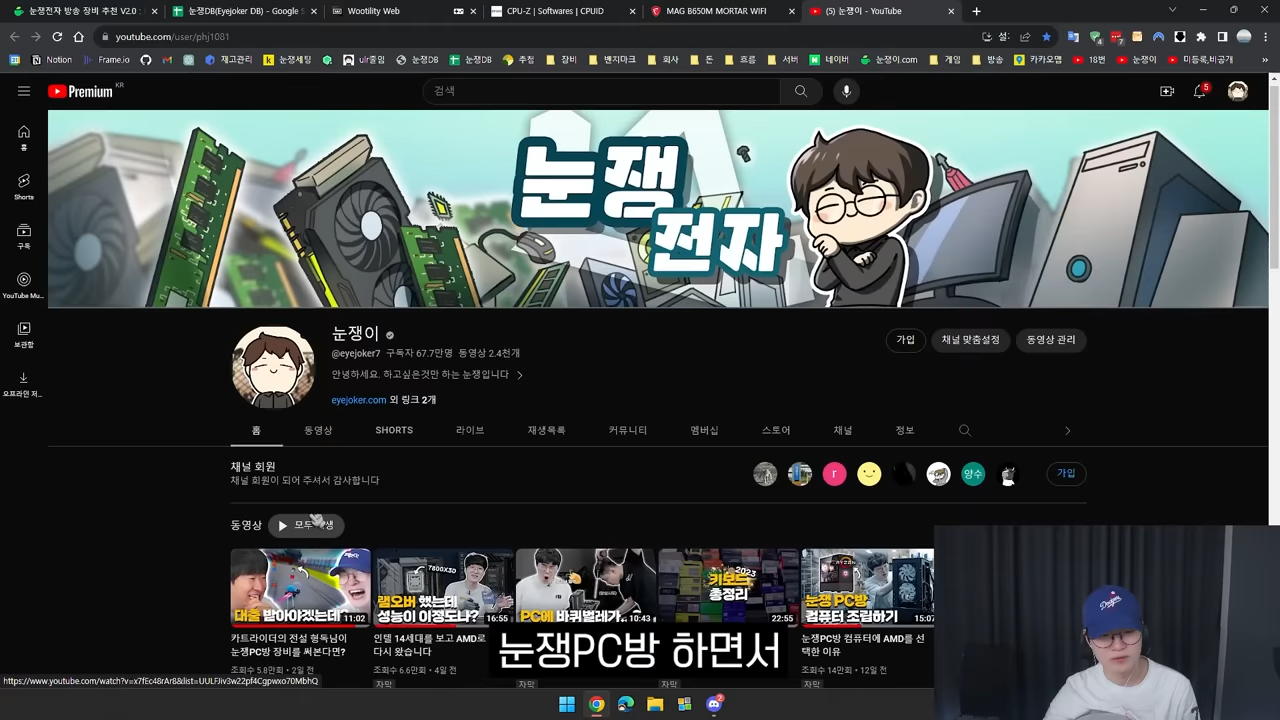 눈쟁전자 방송 장비 추천 V2.0 :
눈쟁DB(Eyejoker DB) - Google S
Wootility Web
CPU-Z | Softwares | CPUID
MAG B650M MORTAR WIFI
(5) 눈쟁이 - YouTube
youtube.com/user/phj1081
Notion
Frame.io
재고관리
눈쟁세팅
ulr줄임
눈쟁DB
눈쟁DB
추청
장비
벤치마크
회사
돈
흐름
서버
네이버
눈쟁이.com
게임
방송
카카오맵
18번
눈쟁이
미등록,비공개
Premium KR
검색
5
홈
Shorts
구독
YouTube Mu...
보관함
오프라인 저...
눈쟁
전자
눈쟁이
@eyejoker7 구독자 67.7만명 동영상 2.4천개
안녕하세요. 하고싶은것만 하는 눈쟁입니다
eyejoker.com 외 링크 2개
가입
채널 맞춤설정
동영상 관리
홈
동영상
SHORTS
라이브
재생목록
커뮤니티
멤버십
스토어
채널
정보
채널 회원
채널 회원이 되어 주셔서 감사합니다
r
양수
가입
동영상
대출 받아야겠는데?
11:02
7800X3D
램오버 했는데
성능이 이정도나?
16:55
PC에 바퀴벌레가..
10:43
2023
키보드
총정리
22:55
눈쟁 PC방
컴퓨터 조립하기
15:07
카트라이더의 전설 형독님이
눈쟁PC방 장비를 써본다면?
조회수 5.8만회 • 2일 전
인텔 14세대를 보고 AMD로
다시 왔습니다
조회수 6.6만회 • 4일 전
자막
자막
눈쟁PC방 컴퓨터에 AMD를 선
택한 이유
조회수 14만회 • 12일 전
자막
눈쟁PC방 하면서
https://www.youtube.com/watch?v=x7fEc48rAr8&list=UULFJiv3w22pf4Cgpwxo70MbhQ
Dodgers
2